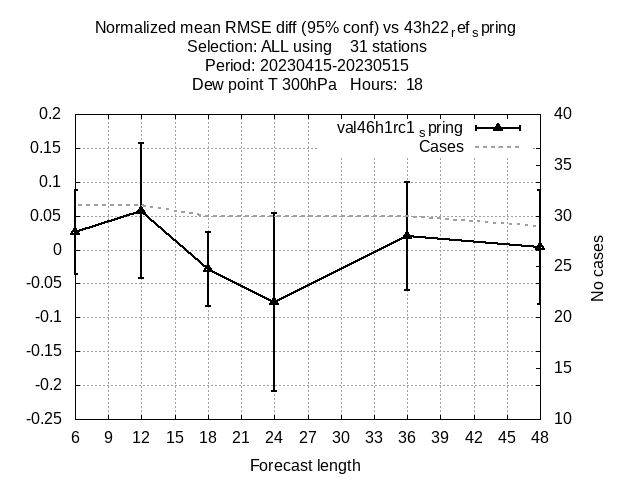 Normalized mean RMSE diff (95% conf) vs 43h22ᵣefₛpring
Selection: ALL using    31 stations
Period: 20230415-20230515
Dew point T 300hPa   Hours:  18
0.2
0.15
0.1
0.05
0
-0.05
-0.1
-0.15
-0.2
-0.25
val46h1rc1ₛpring
Cases
40
35
30
25
20
15
10
No cases
6 9 12 15 18 21 24 27 30 33 36 39 42 45 48
Forecast length